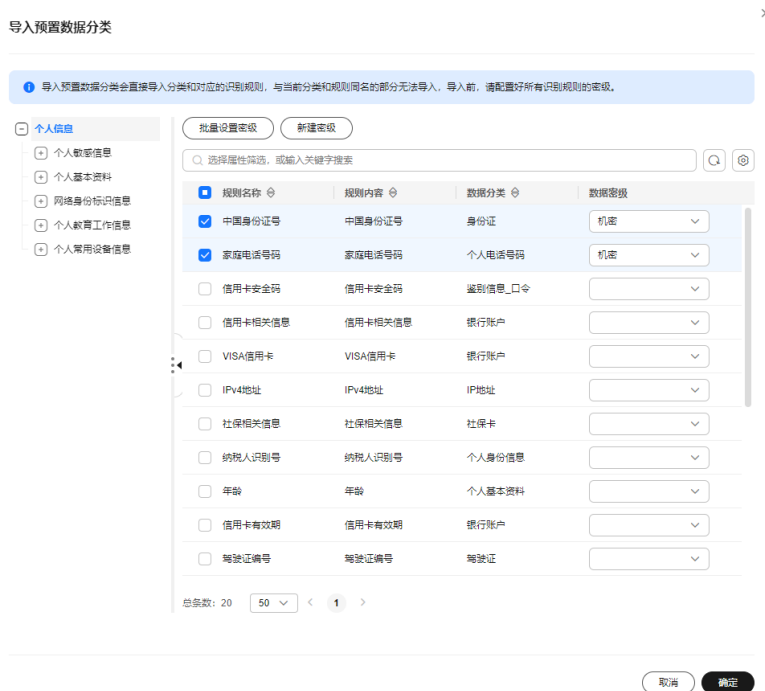 导入预置数据分类
导入预置数据分类会直接导入分类和对应的识别规则，与当前分类和规则同名的部分无法导入，导入前，请配置好所有识别规则的密级。
个人信息
个人敏感信息
个人基本资料
网络身份标识信息
个人教育工作信息
个人常用设备信息
批量设置密级 新建密级
选择属性筛选，或输入关键字搜索
规则名称 规则内容 数据分类 数据密级
中国身份证号 中国身份证号 身份证 机密
家庭电话号码 家庭电话号码 个人电话号码 机密
信用卡安全码 信用卡安全码 鉴别信息_口令
信用卡相关信息 信用卡相关信息 银行账户
VISA信用卡 VISA信用卡 银行账户
IPv4地址 IPv4地址 IP地址
社保相关信息 社保相关信息 社保卡
纳税人识别号 纳税人识别号 个人身份信息
年龄 年龄 个人基本资料
信用卡有效期 信用卡有效期 银行账户
驾驶证编号 驾驶证编号 驾驶证
总条数：20 50 1
取消 确定